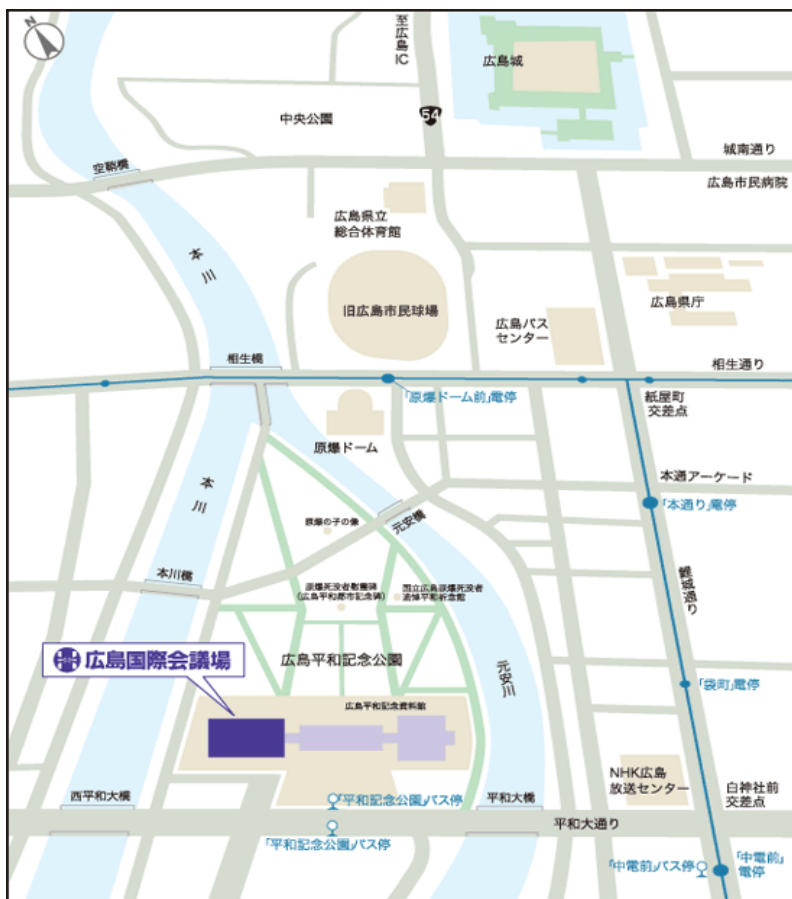 N
至広島IC
広島城
54
中央公園
城南通り
空鞘橋
広島市民病院
広島県立
総合体育館
本川
旧広島市民球場
広島バス
センター
広島県庁
相生橋
相生通り
「原爆ドーム前」電停
紙屋町
交差点
原爆ドーム
本通アーケード
本川
「本通り」電停
原爆の子の像
元安橋
本川橋
原爆死没者慰霊碑
(広島平和都市記念碑)
国立広島原爆死没者
追悼平和祈念館
鯉城通り
広島国際会議場
広島平和記念公園
元安川
「袋町」電停
広島平和記念資料館
NHK広島
放送センター
白神社前
交差点
西平和大橋
「平和記念公園」バス停
平和大橋
平和大通り
「平和記念公園」バス停
「中電前」バス停
「中電前」
電停